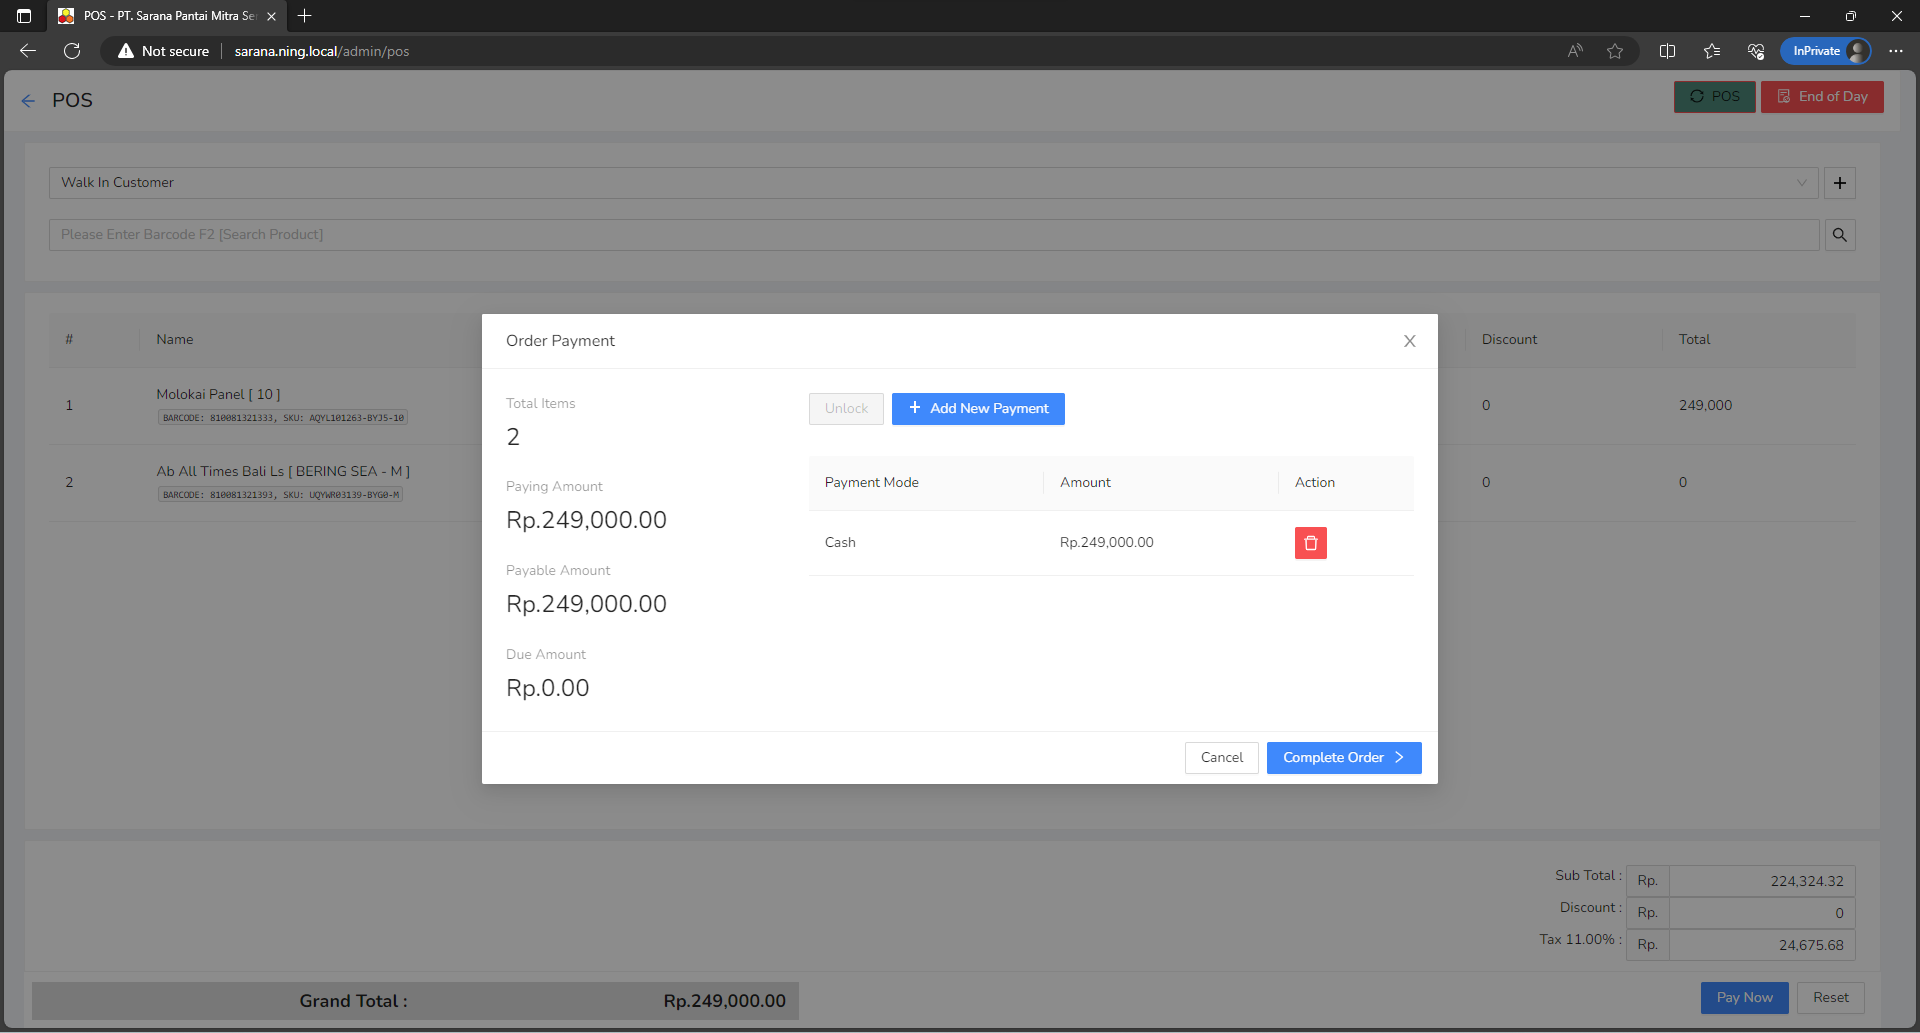 POS - PT. Sarana Pantai Mitra Se
Not secure
sarana.ning.local/admin/pos
InPrivate
POS
POS
End of Day
Walk In Customer
Please Enter Barcode F2 [Search Product]
# Name Discount Total
1 Molokai Panel [ 10 ] 0 249,000
BARCODE: 810081321333, SKU: AQYL101263-BYJ5-10
2 Ab All Times Bali Ls [ BERING SEA - M ] 0 0
BARCODE: 810081321393, SKU: UQYWR03139-BYG0-M
Order Payment
Total Items
2
Paying Amount
Rp.249,000.00
Payable Amount
Rp.249,000.00
Due Amount
Rp.0.00
Unlock
Add New Payment
Payment Mode Amount Action
Cash Rp.249,000.00
Cancel
Complete Order
Sub Total : Rp. 224,324.32
Discount : Rp. 0
Tax 11.00% : Rp. 24,675.68
Grand Total : Rp.249,000.00
Pay Now
Reset